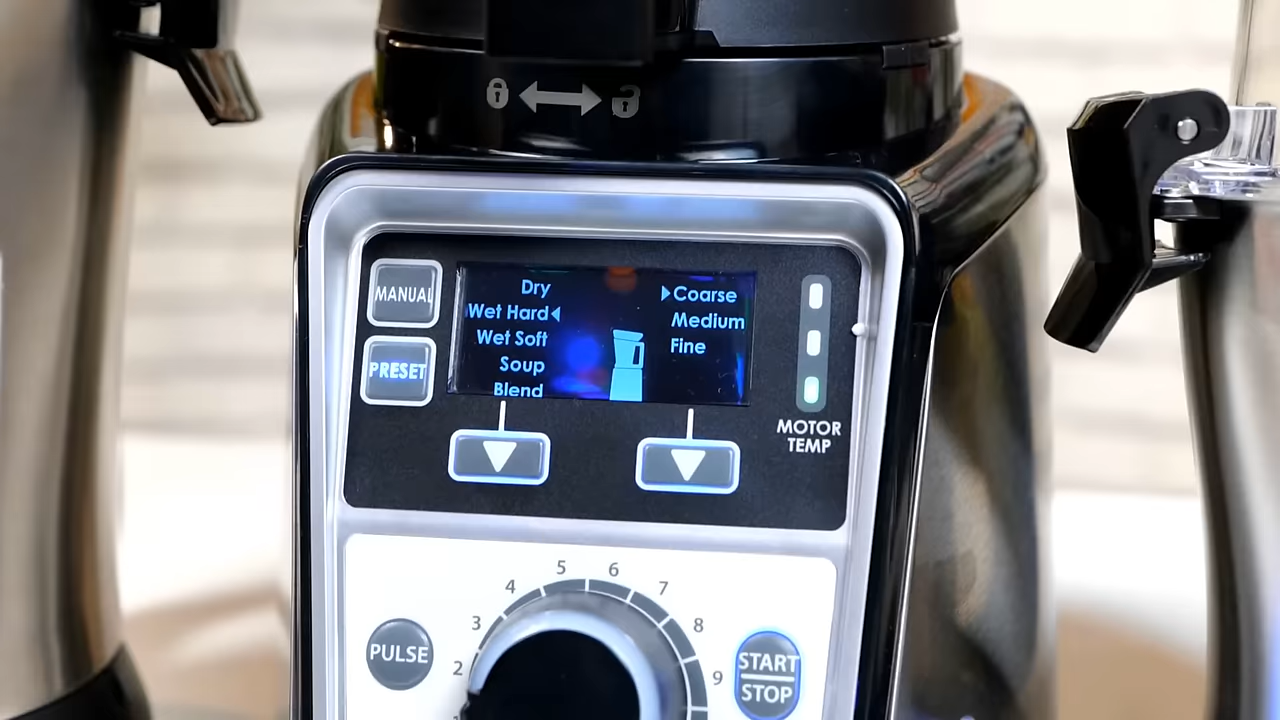 MANUAL
PRESET
Dry
Wet Hard
Wet Soft
Soup
Blend
Coarse
Medium
Fine
MOTOR
TEMP
5
6
4
7
3
8
2
9
PULSE
START
STOP